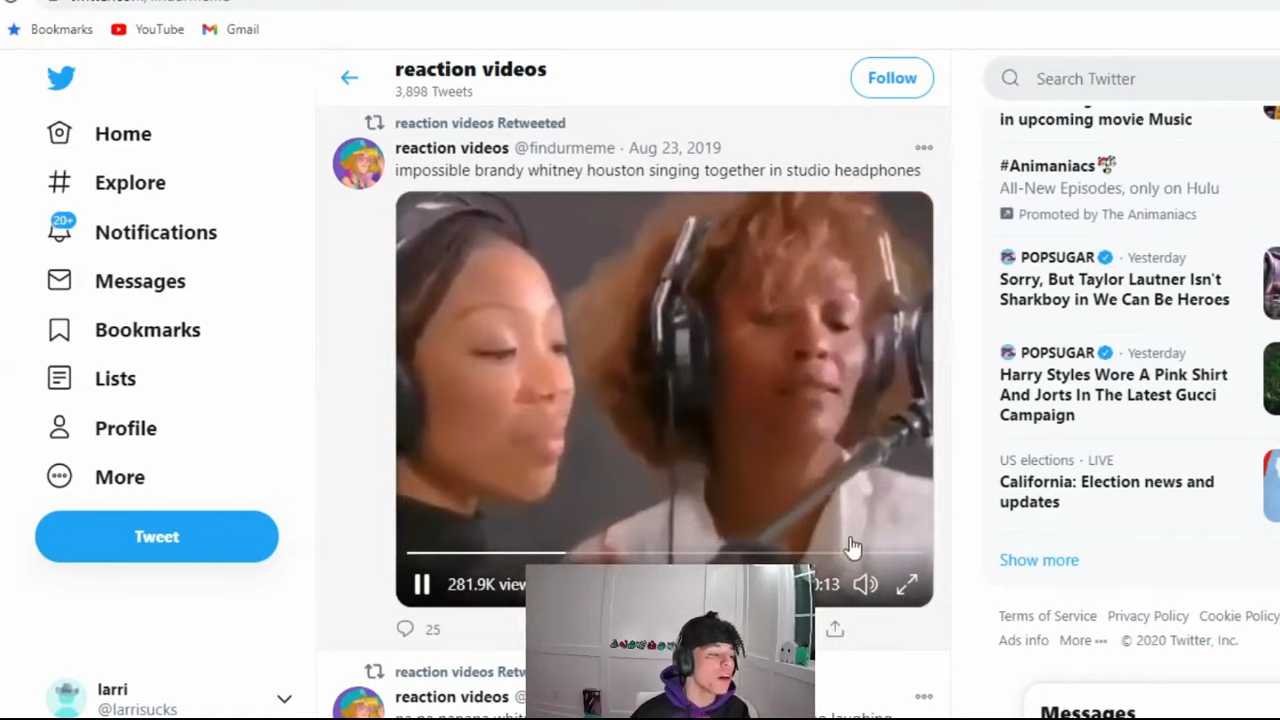 Bookmarks
YouTube
Gmail
Home
Explore
20+
Notifications
Messages
Bookmarks
Lists
Profile
More
Tweet
larri
@larrisucks
reaction videos
3,898 Tweets
Follow
reaction videos Retweeted
reaction videos @findurmeme · Aug 23, 2019
impossible brandy whitney houston singing together in studio headphones
281.9K view
0:13
25
reaction videos Retw
reaction videos @
Search Twitter
in upcoming movie Music
#Animaniacs
All-New Episodes, only on Hulu
Promoted by The Animaniacs
POPSUGAR · Yesterday
Sorry, But Taylor Lautner Isn't
Sharkboy in We Can Be Heroes
POPSUGAR · Yesterday
Harry Styles Wore A Pink Shirt
And Jorts In The Latest Gucci
Campaign
US elections · LIVE
California: Election news and
updates
Show more
Terms of Service Privacy Policy Cookie Policy
Ads info More ··· © 2020 Twitter, Inc.
Messages